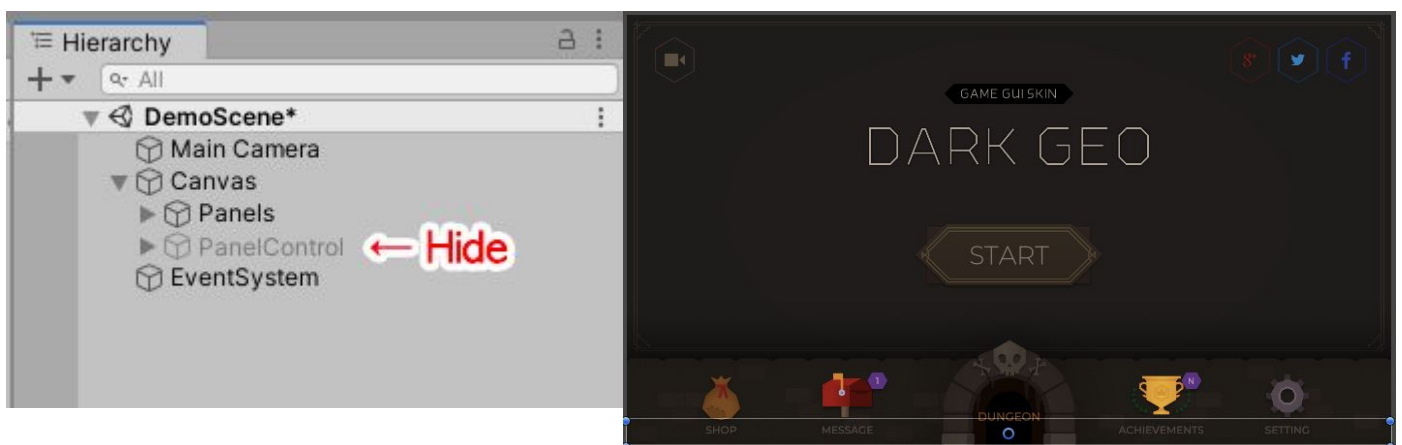 Hierarchy
All
DemoScene*
Main Camera
Canvas
Panels
PanelControl
← Hide
EventSystem
g+
f
GAME GUI SKIN
DARK GEO
START
1
N
DUNGEON
SHOP
MESSAGE
ACHIEVEMENTS
SETTING